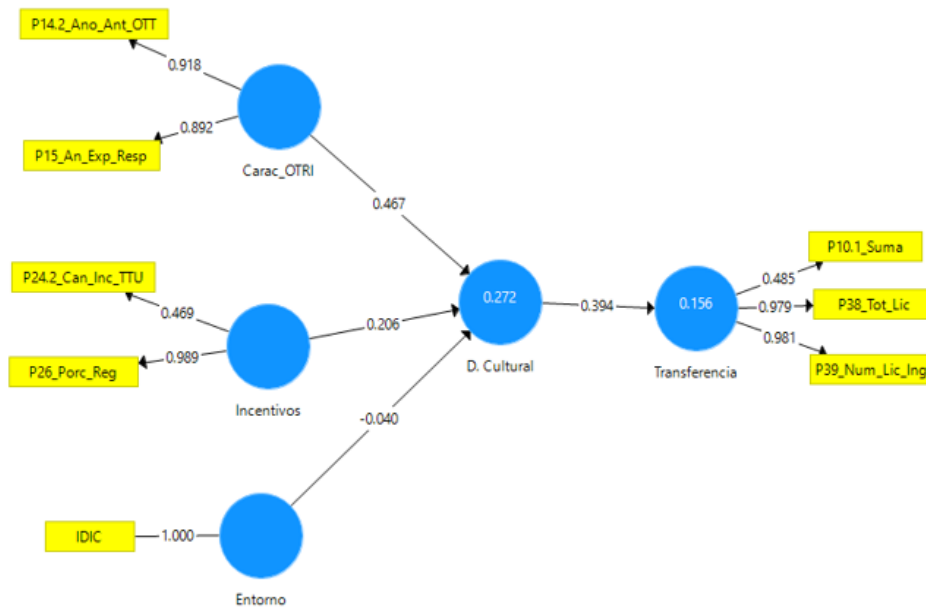 P14.2_Ano_Ant_OTT
0.918
0.892
P15_An_Exp_Resp
Carac_OTRI
0.467
P24.2_Can_Inc_TTU
0.469
0.989
P26_Porc_Reg
Incentivos
0.206
-0.040
0.272
D. Cultural
0.394
0.156
Transferencia
P10.1_Suma
0.485
P38_Tot_Lic
0.979
0.981
P39_Num_Lic_Ing
IDIC
1.000
Entorno